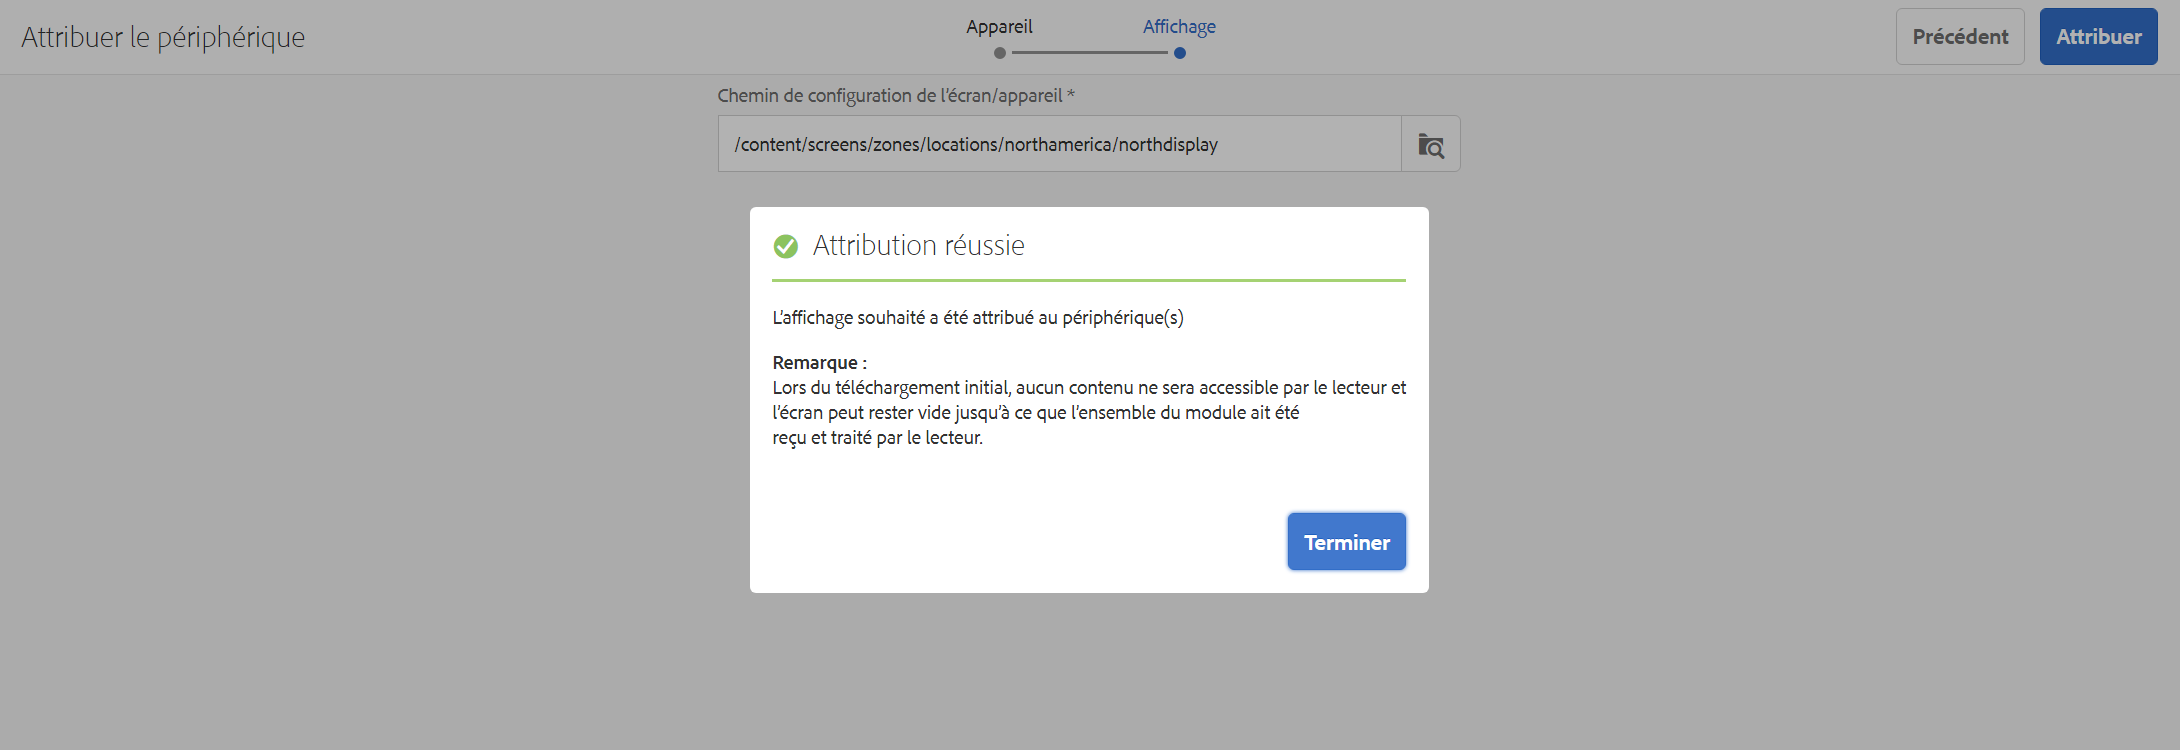 Attribuer le périphérique
Appareil
Affichage
Précédent
Attribuer
Chemin de configuration de l’écran/appareil *
/content/screens/zones/locations/northamerica/northdisplay
Attribution réussie
L’affichage souhaité a été attribué au périphérique(s)
Remarque :
Lors du téléchargement initial, aucun contenu ne sera accessible par le lecteur et
l’écran peut rester vide jusqu’à ce que l’ensemble du module ait été
reçu et traité par le lecteur.
Terminer